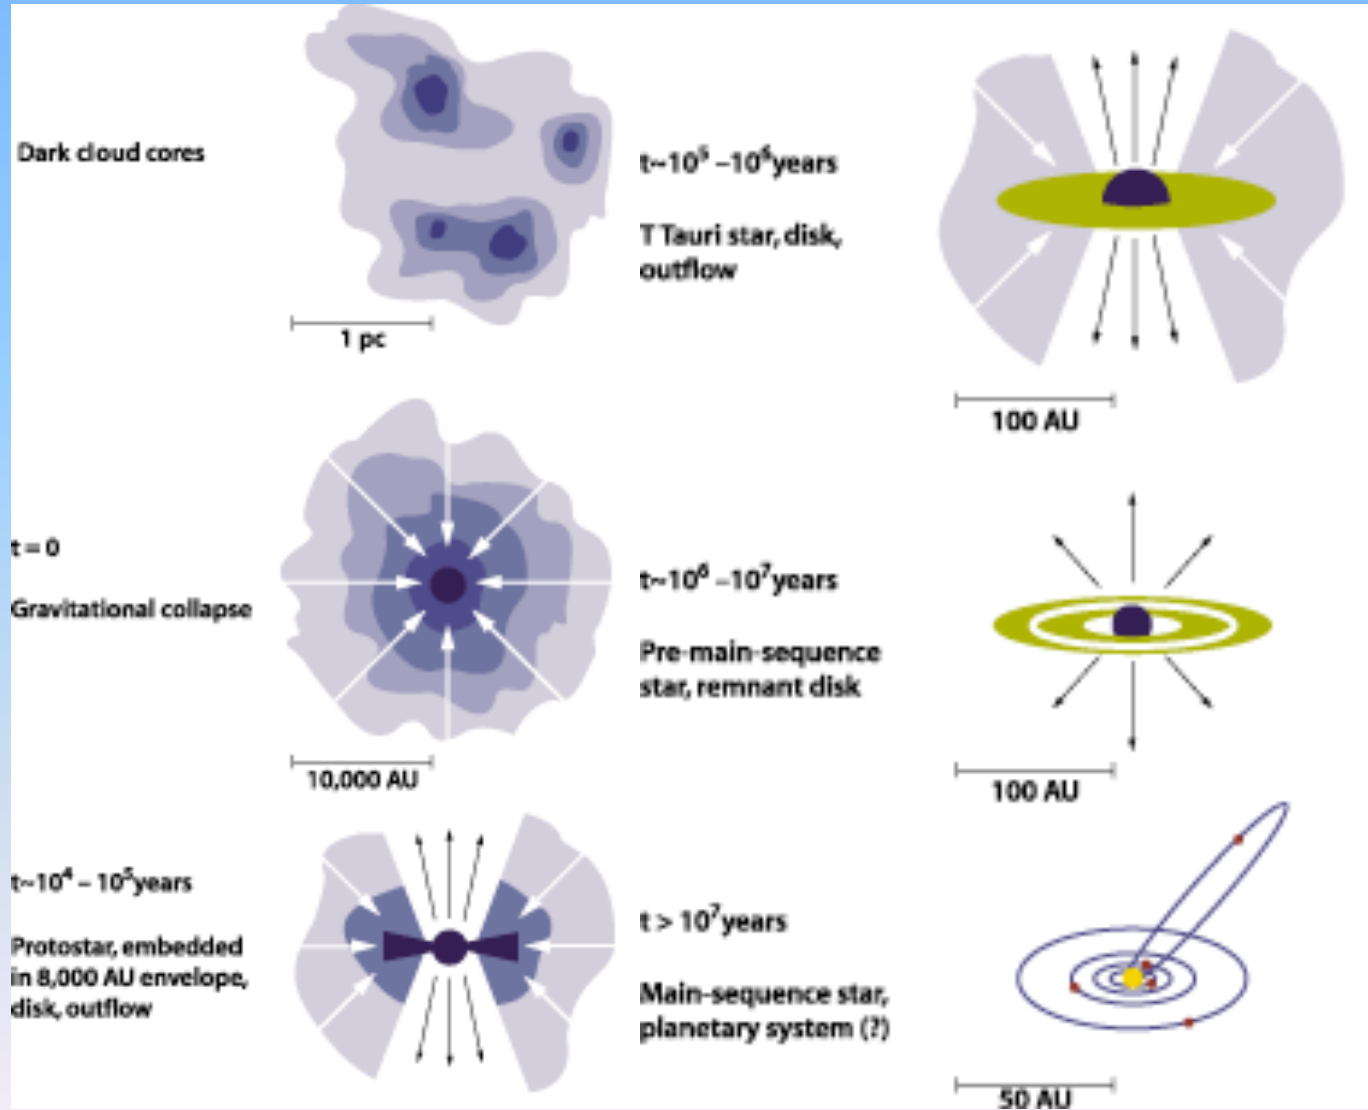 Dark cloud cores
1 pc
t = 0
Gravitational collapse
10,000 AU
t~10⁴ – 10⁵years
Protostar, embedded
in 8,000 AU envelope,
disk, outflow
t~10⁵ –10⁶years
T Tauri star, disk,
outflow
100 AU
t~10⁶ –10⁷years
Pre-main-sequence
star, remnant disk
100 AU
t > 10⁷years
Main-sequence star,
planetary system (?)
50 AU